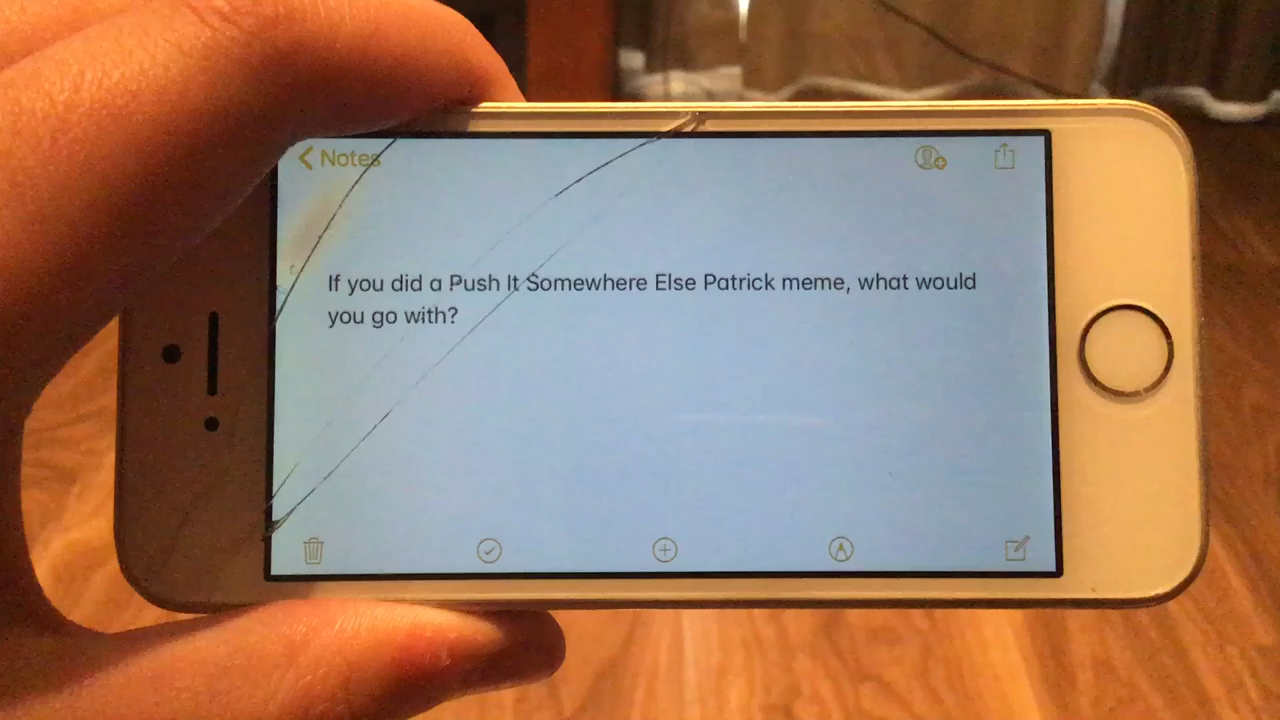 Notes
If you did a Push It Somewhere Else Patrick meme, what would
you go with?